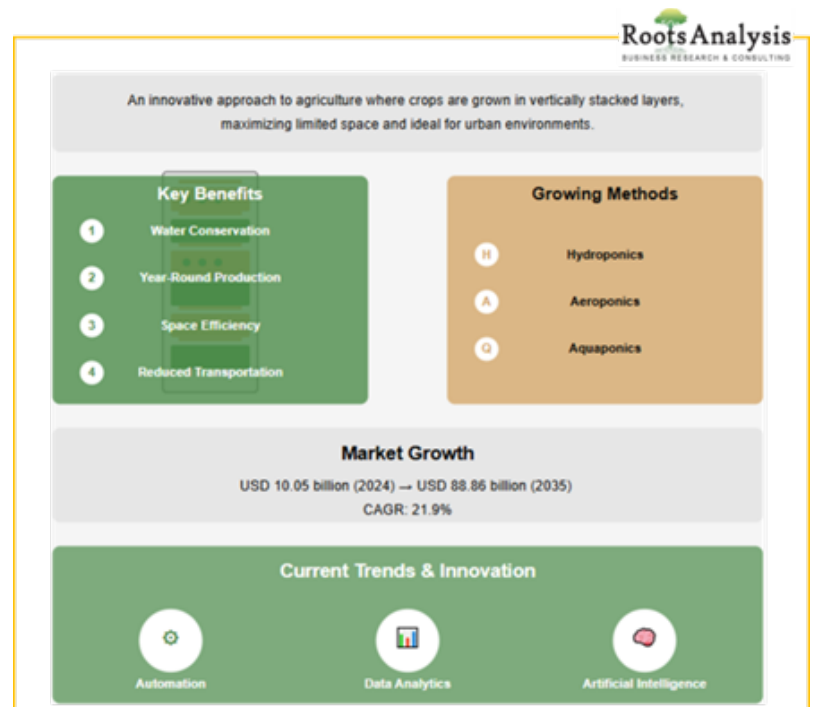 Roots Analysis
BUSINESS RESEARCH & CONSULTING
An innovative approach to agriculture where crops are grown in vertically stacked layers,
maximizing limited space and ideal for urban environments.
Key Benefits
1 Water Conservation
2 Year-Round Production
3 Space Efficiency
4 Reduced Transportation
Growing Methods
H Hydroponics
A Aeroponics
Q Aquaponics
Market Growth
USD 10.05 billion (2024) → USD 88.86 billion (2035)
CAGR: 21.9%
Current Trends & Innovation
Automation
Data Analytics
Artificial Intelligence